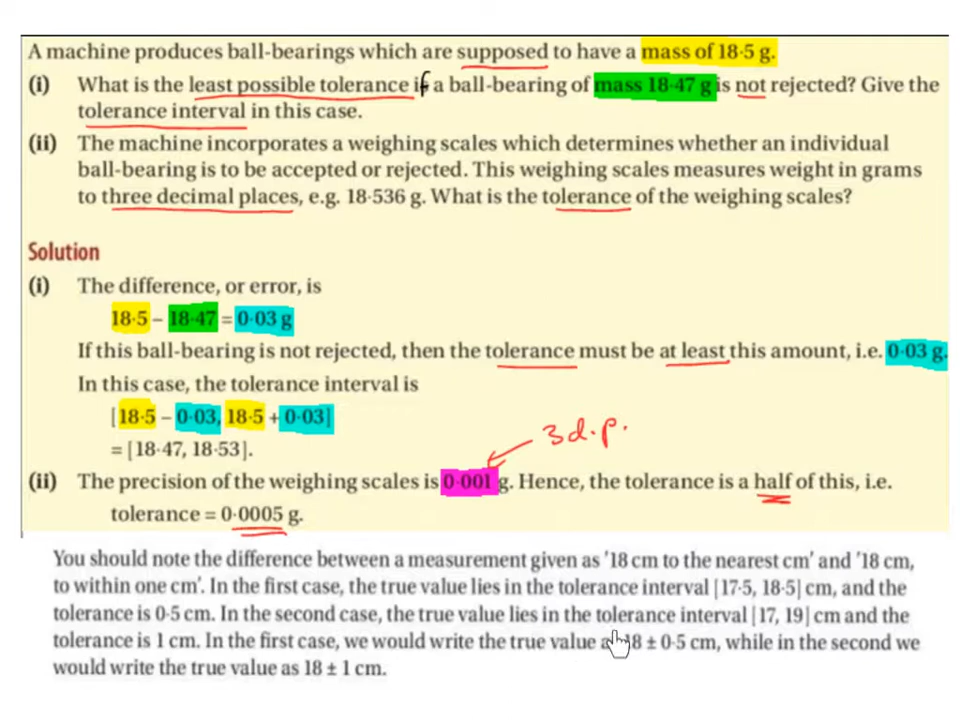 A machine produces ball-bearings which are supposed to have a mass of 18·5 g.
(i) What is the least possible tolerance if a ball-bearing of mass 18·47 g is not rejected? Give the
tolerance interval in this case.
(ii) The machine incorporates a weighing scales which determines whether an individual
ball-bearing is to be accepted or rejected. This weighing scales measures weight in grams
to three decimal places, e.g. 18·536 g. What is the tolerance of the weighing scales?
Solution
(i) The difference, or error, is
18·5 – 18·47 = 0·03 g
If this ball-bearing is not rejected, then the tolerance must be at least this amount, i.e. 0·03 g.
In this case, the tolerance interval is
[18·5 – 0·03, 18·5 + 0·03]
3 d.p.
= [18·47, 18·53].
(ii) The precision of the weighing scales is 0·001 g. Hence, the tolerance is a half of this, i.e.
tolerance = 0·0005 g.
You should note the difference between a measurement given as '18 cm to the nearest cm' and '18 cm,
to within one cm'. In the first case, the true value lies in the tolerance interval [17·5, 18·5] cm, and the
tolerance is 0·5 cm. In the second case, the true value lies in the tolerance interval [17, 19] cm and the
tolerance is 1 cm. In the first case, we would write the true value as 18 ± 0·5 cm, while in the second we
would write the true value as 18 ± 1 cm.